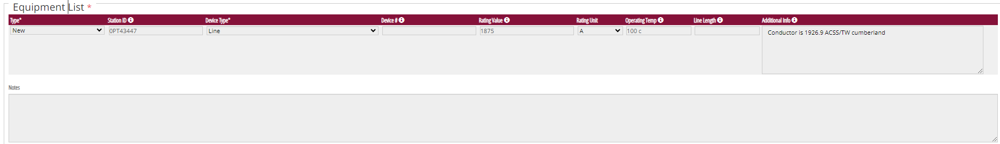 Equipment List *
Type* Station ID Device Type* Device # Rating Value Rating Unit Operating Temp Line Length Additional Info
New 0PT43447 Line 1875 A 100 c Conductor is 1926.9 ACSS/TW cumberland
Notes